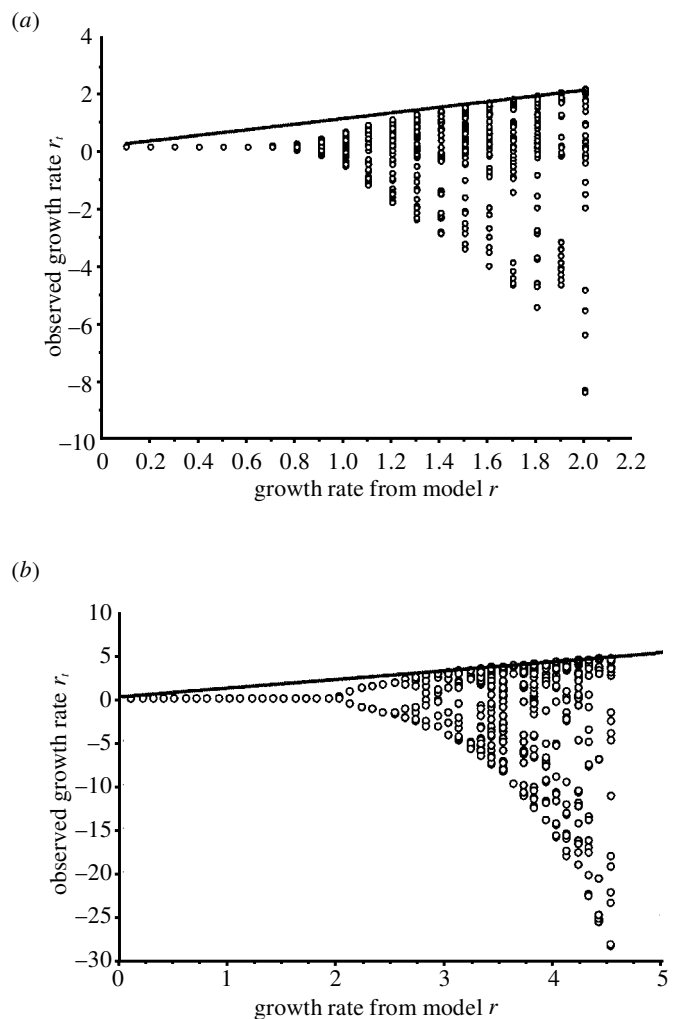 (a)
4
2
0
−2
−4
−6
−8
−10
observed growth rate rt
0 0.2 0.4 0.6 0.8 1.0 1.2 1.4 1.6 1.8 2.0 2.2
growth rate from model r
(b)
10
5
0
−5
−10
−15
−20
−25
−30
observed growth rate rt
0 1 2 3 4 5
growth rate from model r